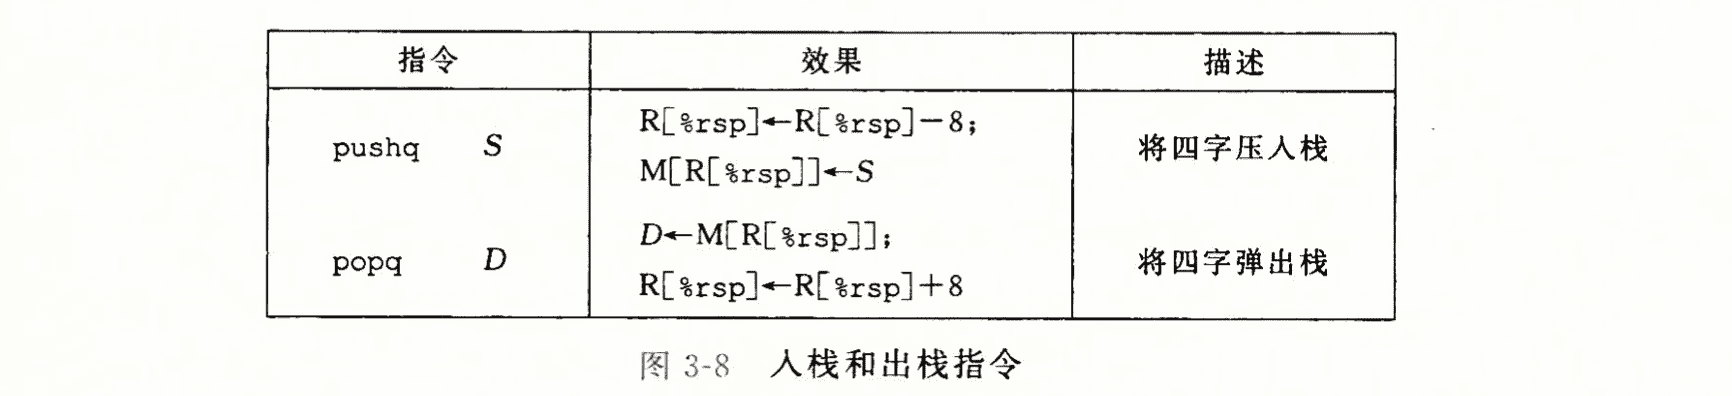 指令 效果 描述
pushq S R[%rsp]←R[%rsp]-8; 将四字压入栈
M[R[%rsp]]←S
popq D D←M[R[%rsp]]; 将四字弹出栈
R[%rsp]←R[%rsp]+8
图 3-8 入栈和出栈指令